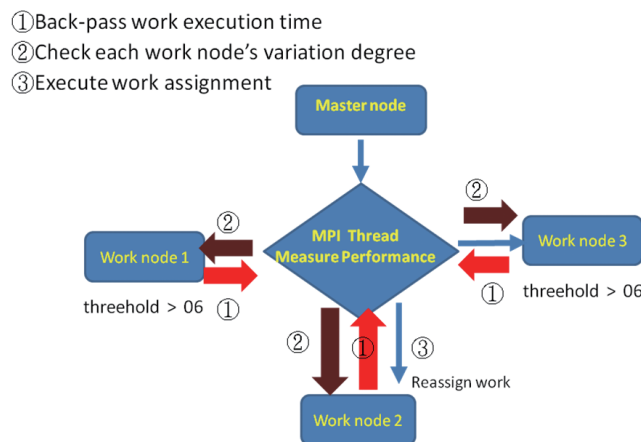 ①Back-pass work execution time
②Check each work node’s variation degree
③Execute work assignment
Master node
②
②
MPI Thread
Measure Performance
Work node 1
Work node 3
①
①
threehold > 06
threehold > 06
②
①
③
Reassign work
Work node 2